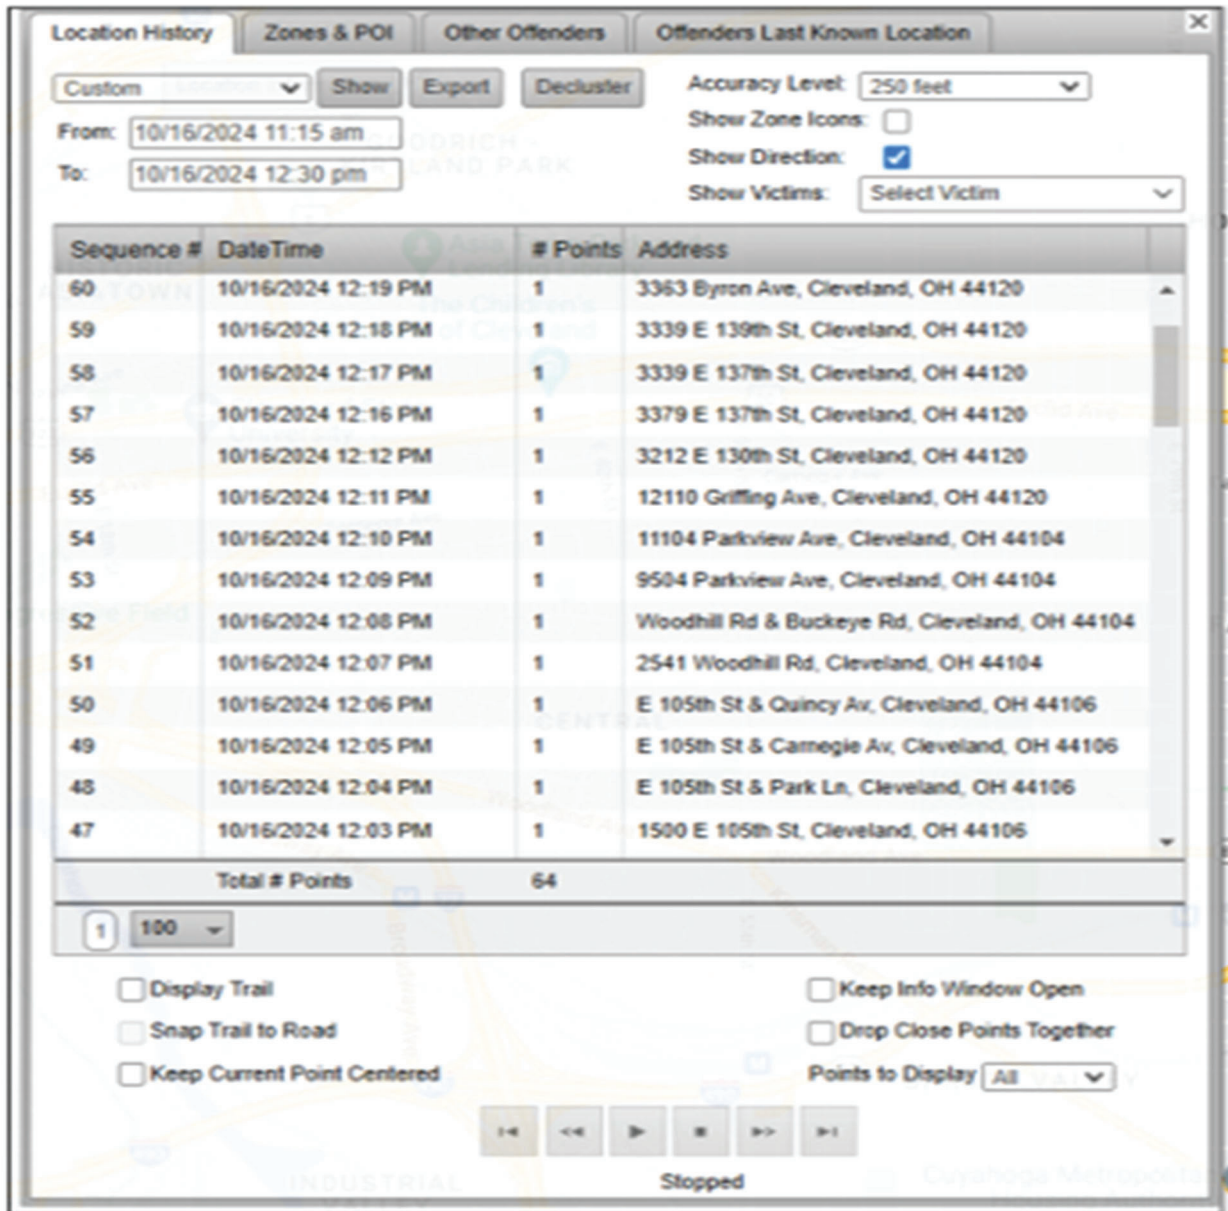 Location History Zones & POI Other Offenders Offenders Last Known Location
Custom Show Export Decluster Accuracy Level: 250 feet
Show Zone Icons:
From: 10/16/2024 11:15 am
Show Direction:
To: 10/16/2024 12:30 pm
Show Victims: Select Victim
Sequence # DateTime # Points Address
60 10/16/2024 12:19 PM 1 3363 Byron Ave, Cleveland, OH 44120
59 10/16/2024 12:18 PM 1 3339 E 139th St, Cleveland, OH 44120
58 10/16/2024 12:17 PM 1 3339 E 137th St, Cleveland, OH 44120
57 10/16/2024 12:16 PM 1 3379 E 137th St, Cleveland, OH 44120
56 10/16/2024 12:12 PM 1 3212 E 130th St, Cleveland, OH 44120
55 10/16/2024 12:11 PM 1 12110 Griffing Ave, Cleveland, OH 44120
54 10/16/2024 12:10 PM 1 11104 Parkview Ave, Cleveland, OH 44104
53 10/16/2024 12:09 PM 1 9504 Parkview Ave, Cleveland, OH 44104
52 10/16/2024 12:08 PM 1 Woodhill Rd & Buckeye Rd, Cleveland, OH 44104
51 10/16/2024 12:07 PM 1 2541 Woodhill Rd, Cleveland, OH 44104
50 10/16/2024 12:06 PM 1 E 105th St & Quincy Av, Cleveland, OH 44106
49 10/16/2024 12:05 PM 1 E 105th St & Carnegie Av, Cleveland, OH 44106
48 10/16/2024 12:04 PM 1 E 105th St & Park Ln, Cleveland, OH 44106
47 10/16/2024 12:03 PM 1 1500 E 105th St, Cleveland, OH 44106
Total # Points 64
1 100
Display Trail Keep Info Window Open
Snap Trail to Road Drop Close Points Together
Keep Current Point Centered Points to Display All
Stopped
INDUSTRIAL
VALLEY